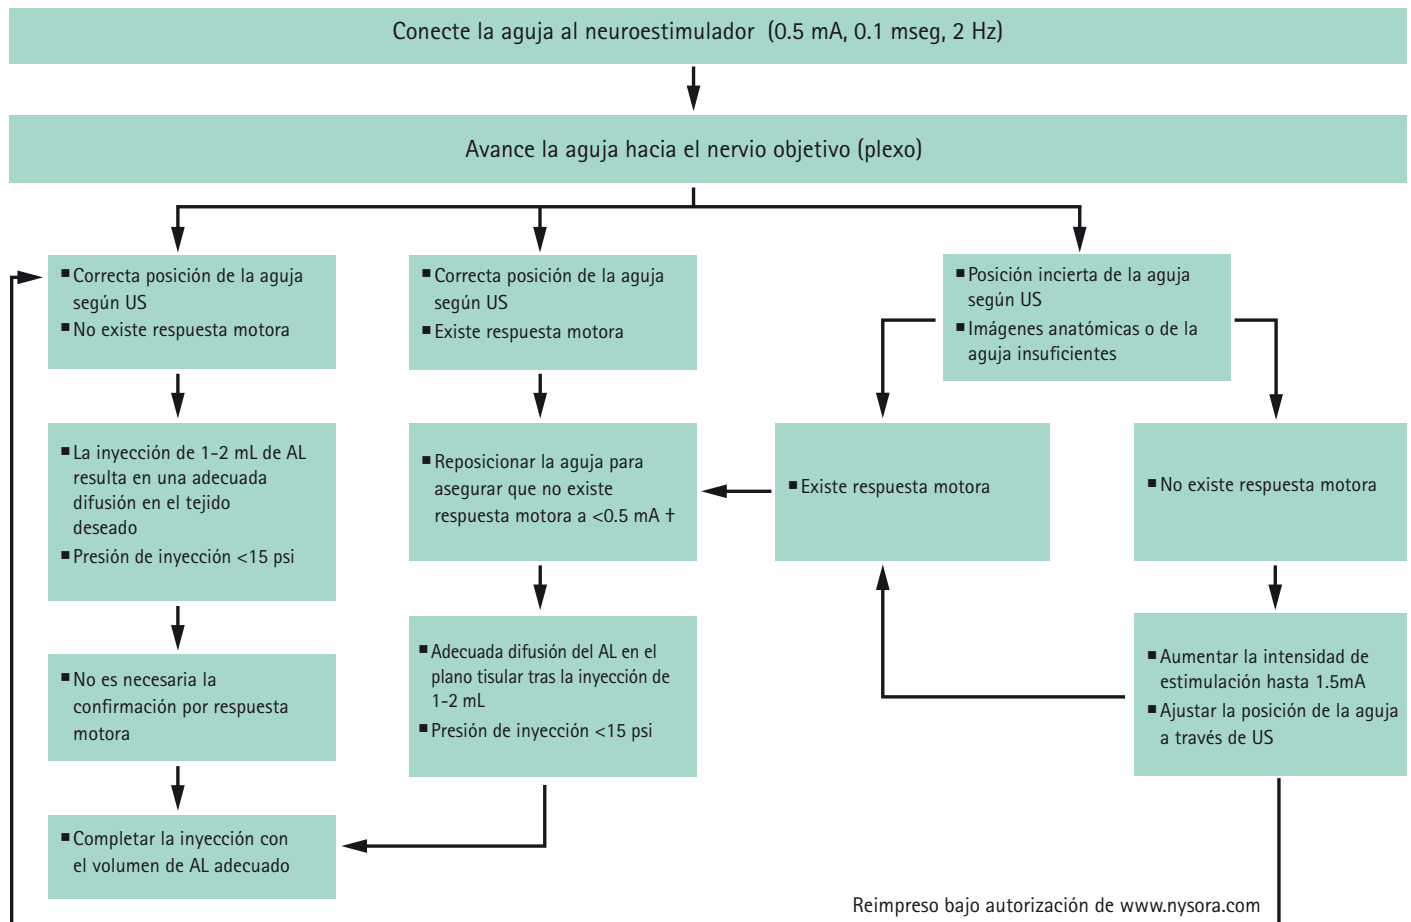 Conecte la aguja al neuroestimulador (0.5 mA, 0.1 mseg, 2 Hz)
Avance la aguja hacia el nervio objetivo (plexo)
▪ Correcta posición de la aguja
según US
▪ No existe respuesta motora
▪ Correcta posición de la aguja
según US
▪ Existe respuesta motora
▪ Posición incierta de la aguja
según US
▪ Imágenes anatómicas o de la
aguja insuficientes
▪ La inyección de 1-2 mL de AL
resulta en una adecuada
difusión en el tejido
deseado
▪ Presión de inyección <15 psi
▪ Reposicionar la aguja para
asegurar que no existe
respuesta motora a <0.5 mA †
▪ Existe respuesta motora
▪ No existe respuesta motora
▪ No es necesaria la
confirmación por respuesta
motora
▪ Adecuada difusión del AL en el
plano tisular tras la inyección de
1-2 mL
▪ Presión de inyección <15 psi
▪ Aumentar la intensidad de
estimulación hasta 1.5mA
▪ Ajustar la posición de la aguja
a través de US
▪ Completar la inyección con
el volumen de AL adecuado
Reimpreso bajo autorización de www.nysora.com